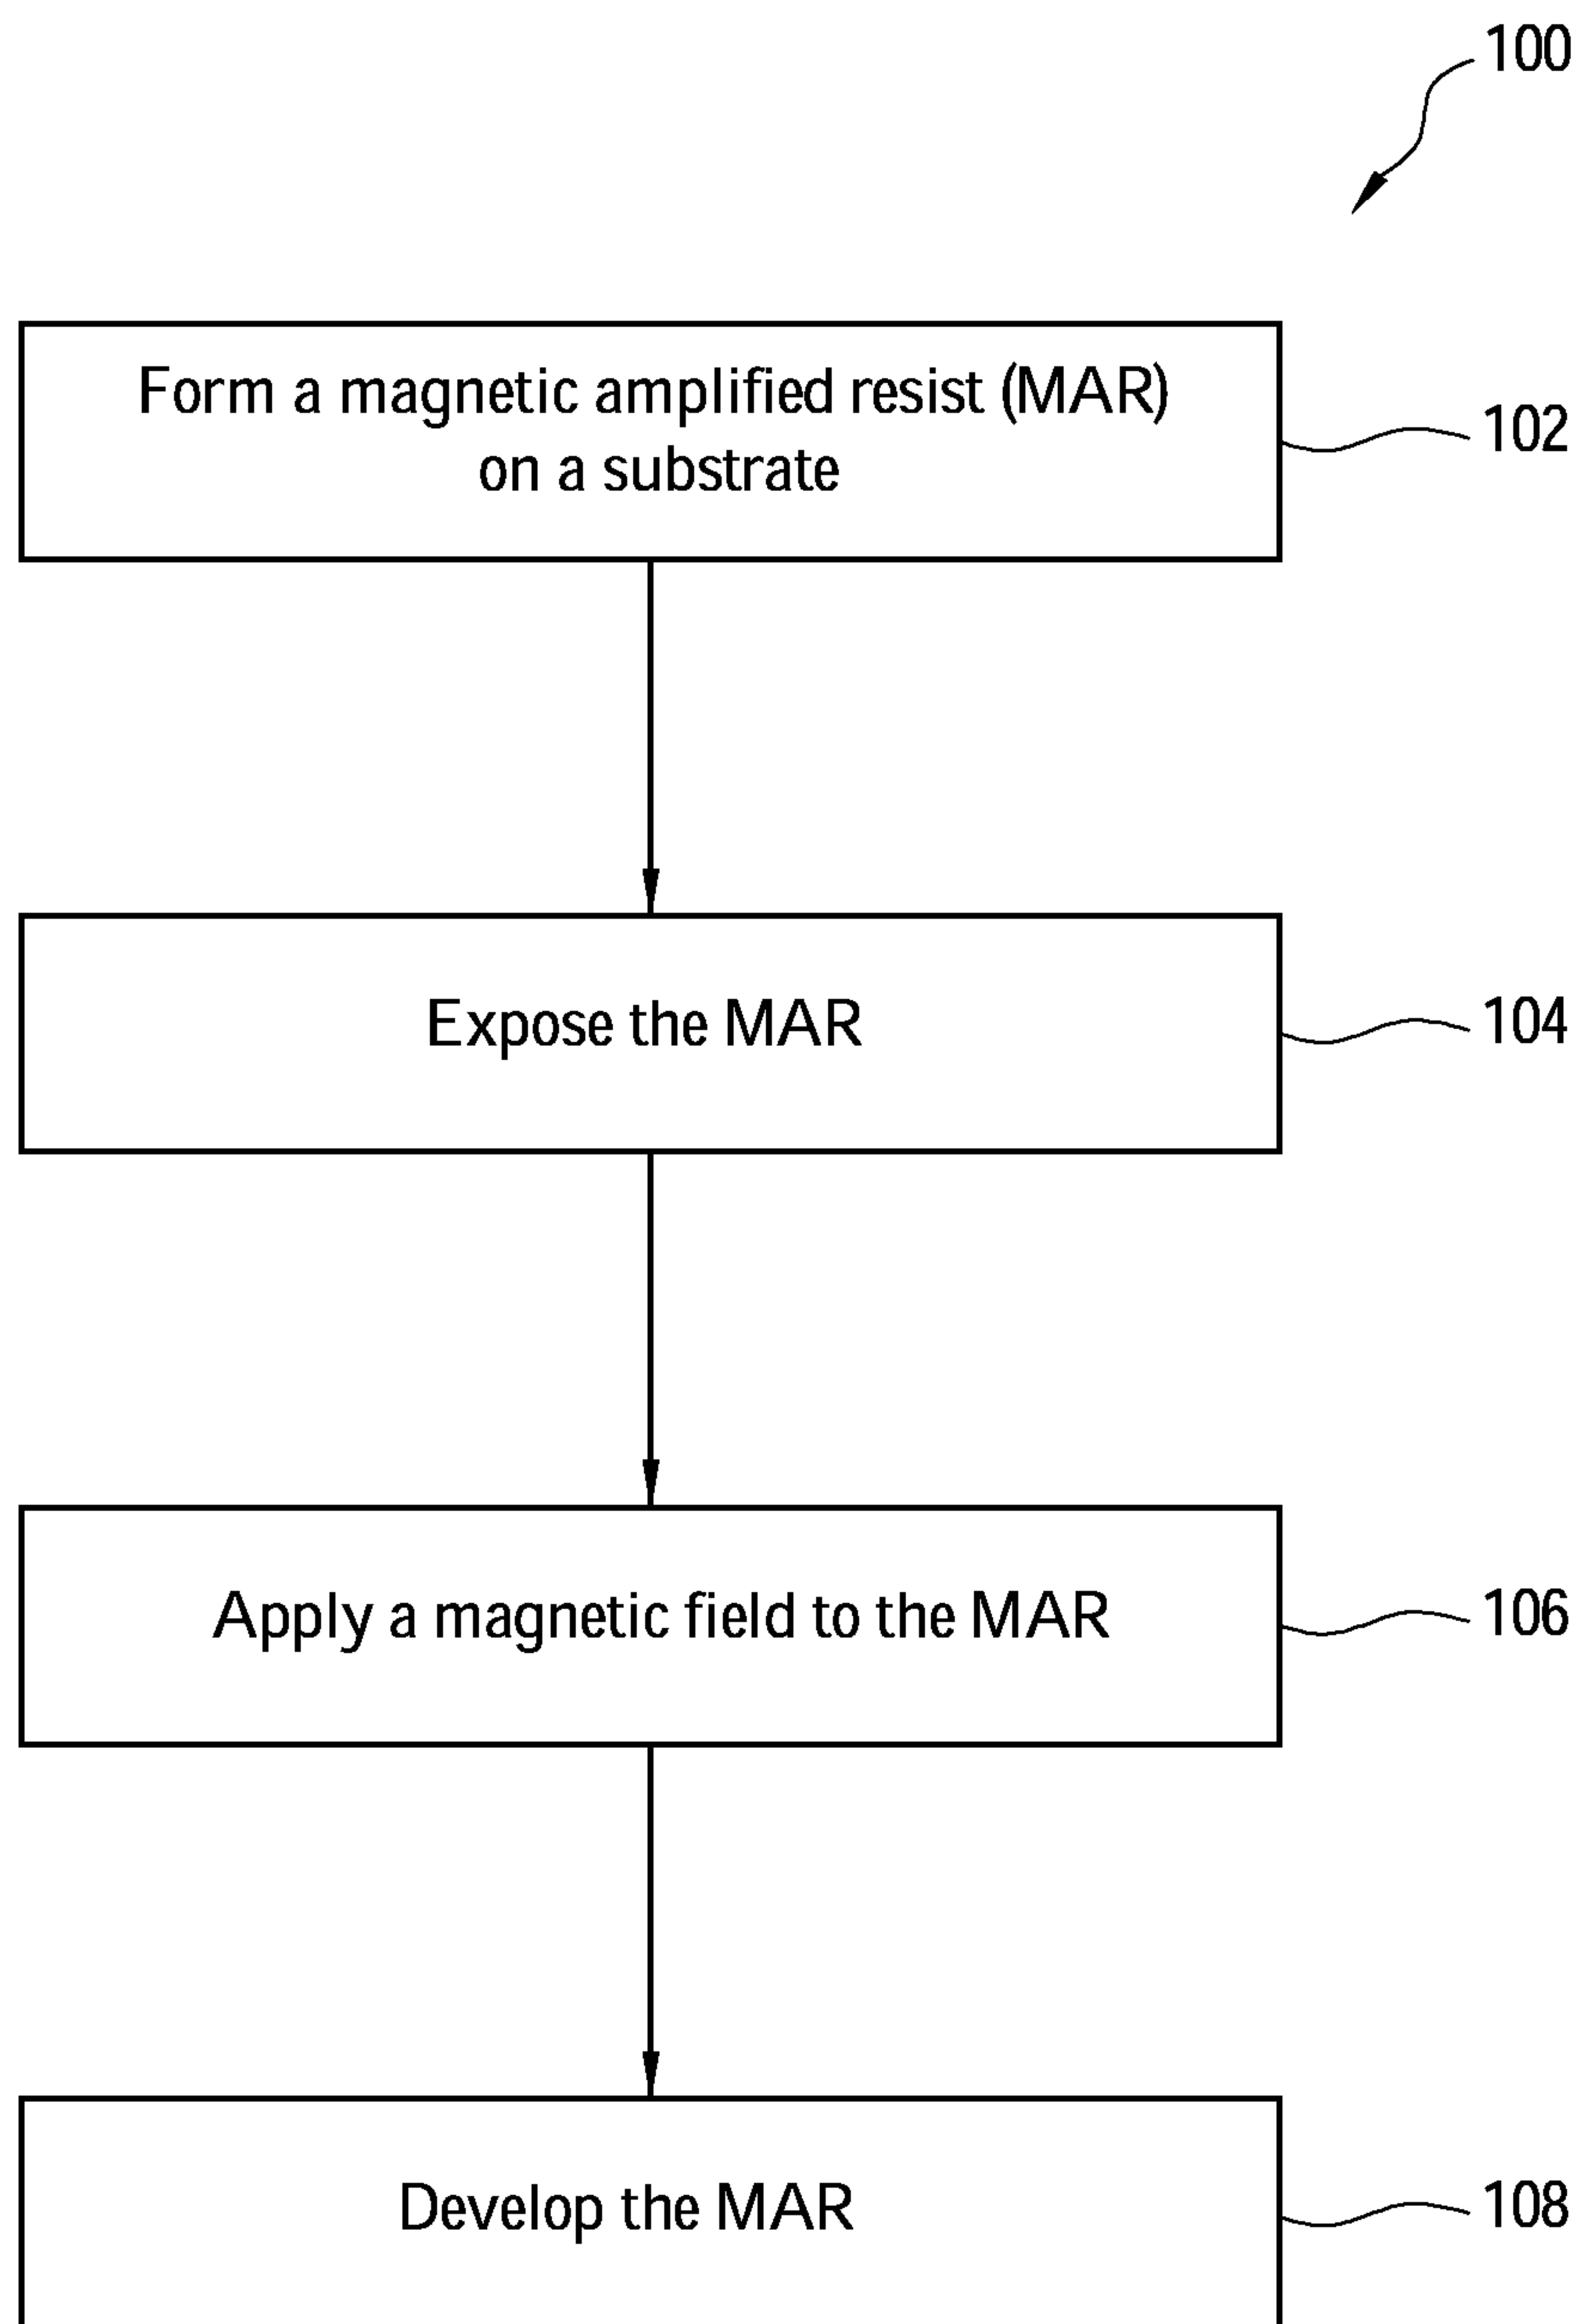 100
Form a magnetic amplified resist (MAR)
on a substrate
102
Expose the MAR
104
Apply a magnetic field to the MAR
106
Develop the MAR
108